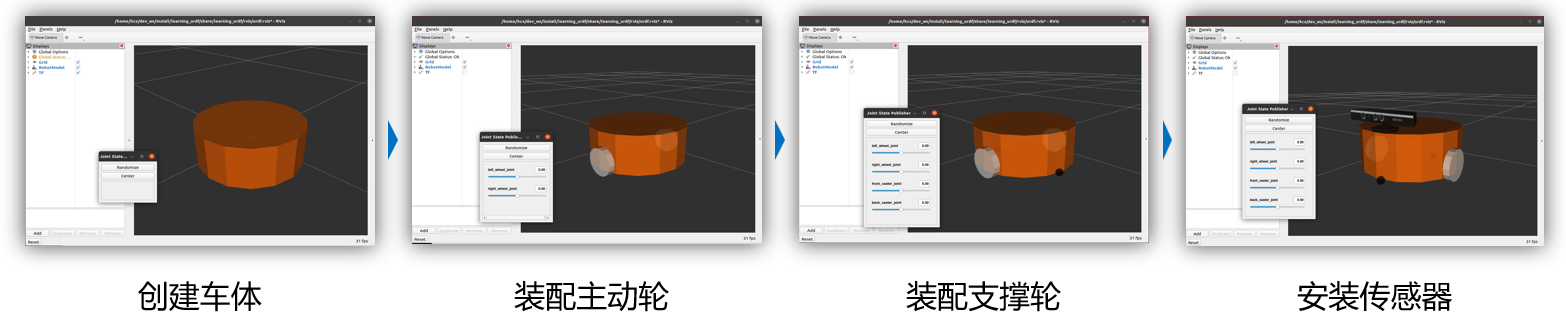 /home/hcx/dev_ws/install/learning_urdf/share/learning_urdf/rviz/urdf.rviz* - RViz
File Panels Help
Move Camera
Displays
Global Options
Global Status: ...
Grid
RobotModel
TF
Joint State...
Randomize
Center
Add Duplicate Remove Rename
Reset
31 fps
创建车体
/home/hcx/dev_ws/install/learning_urdf/share/learning_urdf/rviz/urdf.rviz* - RViz
File Panels Help
Move Camera
Displays
Global Options
Global Status: Ok
Grid
RobotModel
TF
Joint State Public...
Randomize
Center
left_wheel_joint 0.00
right_wheel_joint 0.00
Add Duplicate Remove Rename
Reset
31 fps
装配主动轮
/home/hcx/dev_ws/install/learning_urdf/share/learning_urdf/rviz/urdf.rviz* - RViz
File Panels Help
Move Camera
Displays
Global Options
Global Status: Ok
Grid
RobotModel
TF
Joint State Publisher
Randomize
Center
left_wheel_joint 0.00
right_wheel_joint 0.00
front_caster_joint 0.00
back_caster_joint 0.00
Add Duplicate Remove Rename
Reset
31 fps
装配支撑轮
/home/hcx/dev_ws/install/learning_urdf/share/learning_urdf/rviz/urdf.rviz* - RViz
File Panels Help
Move Camera
Displays
Global Options
Global Status: Ok
Grid
RobotModel
TF
Joint State Publisher
Randomize
Center
left_wheel_joint 0.00
right_wheel_joint 0.00
front_caster_joint 0.00
back_caster_joint 0.00
Add Duplicate Remove Rename
Reset
31 fps
安装传感器